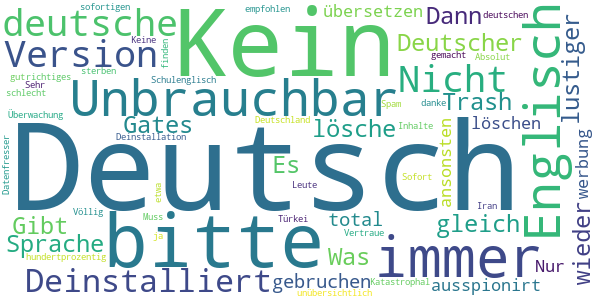 sofortigen
empfohlen
übersetzen
Dann
deutschen
deutsche
Kein
Keine
gemacht
Absolut
Version
finden
Deutscher
Englisch
lustiger
gutrichtiges
sterben
Sehr
schlecht
Schulenglisch
Unbrauchbar
Nicht
Spam
danke
Trash
Überwachung
Gates
Deutschland
lösche
Inhalte
löschen
Deinstallation
Datenfresser
Deutsch
Es
ansonsten
werbung
Leute
etwa
Sofort
Völlig
Muss
Türkei
total
Iran
Gibt
bitte
immer
gleich
wieder
Sprache
ja
Vertraue
Was
Nur
hundertprozentig
Deinstalliert
gebruchen
Katastrophal
ausspionirt
unübersichtlich